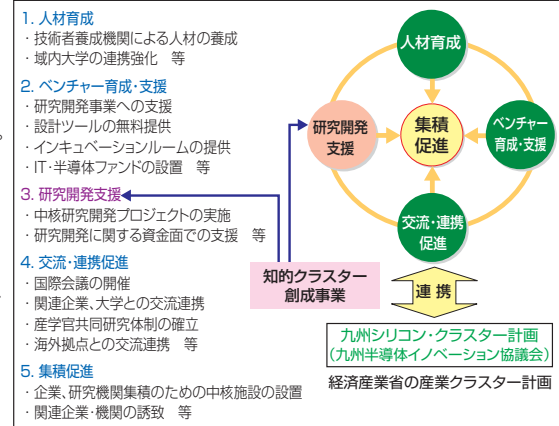 1. 人材育成
・技術者養成機関による人材の養成
・域内大学の連携強化　等
2. ベンチャー育成・支援
・研究開発事業への支援
・設計ツールの無料提供
・インキュベーションルームの提供
・IT・半導体ファンドの設置　等
3. 研究開発支援
・中核研究開発プロジェクトの実施
・研究開発に関する資金面での支援　等
4. 交流・連携促進
・国際会議の開催
・関連企業、大学との交流連携
・産学官共同研究体制の確立
・海外拠点との交流連携　等
5. 集積促進
・企業、研究機関集積のための中核施設の設置
・関連企業・機関の誘致　等
人材育成
研究開発
支援
集積
促進
ベンチャー
育成・支援
交流・連携
促進
知的クラスター
創成事業
連 携
九州シリコン・クラスター計画
(九州半導体イノベーション協議会)
経済産業省の産業クラスター計画